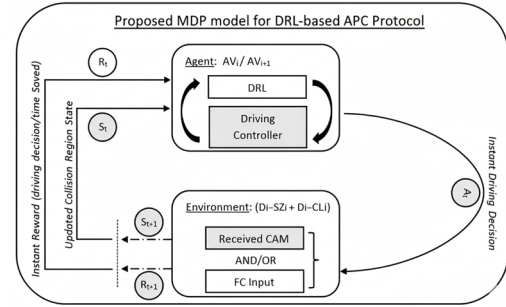 Proposed MDP model for DRL-based APC Protocol
Instant Reward (driving decision/time Saved)
Updated Collision Region State
Rt
St
Agent: AVi/ AVi+1
DRL
Driving
Controller
Instant Driving
Decision
At
Environment: (Di–SZi + Di–CLi)
St+1
Received CAM
AND/OR
Rt+1
FC Input